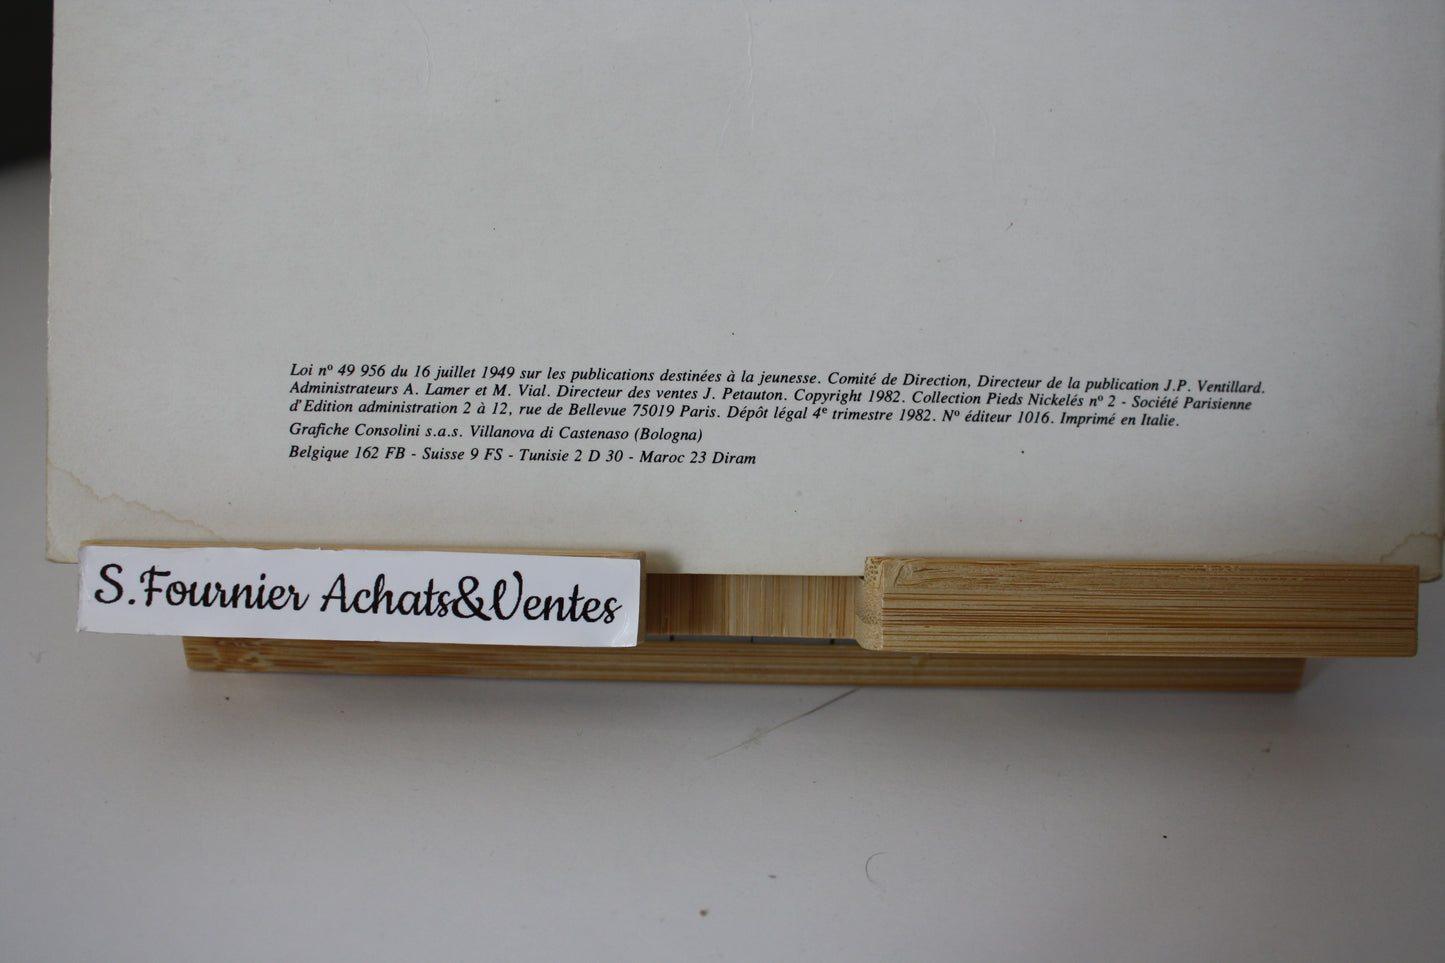 Loi nº 49 956 du 16 juillet 1949 sur les publications destinées à la jeunesse. Comité de Direction, Directeur de la publication J.P. Ventillard.
Administrateurs A. Lamer et M. Vial. Directeur des ventes J. Petauton. Copyright 1982. Collection Pieds Nickelés nº 2 - Société Parisienne
d'Edition administration 2 à 12, rue de Bellevue 75019 Paris. Dépôt légal 4e trimestre 1982. Nº éditeur 1016. Imprimé en Italie.
Grafiche Consolini s.a.s. Villanova di Castenaso (Bologna)
Belgique 162 FB - Suisse 9 FS - Tunisie 2 D 30 - Maroc 23 Diram
S.Fournier Achats&Ventes